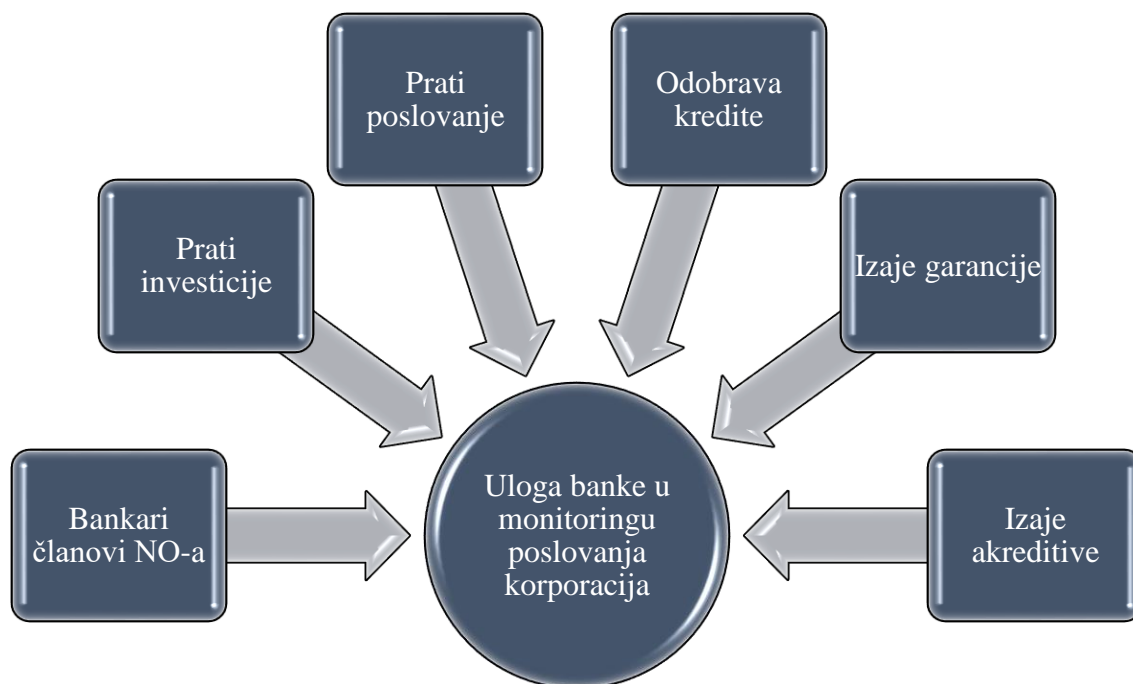 Prati
poslovanje
Odobrava
kredite
Prati
investicije
Izaje garancije
Bankari
članovi NO-a
Uloga banke u
monitoringu
poslovanja
korporacija
Izaje
akreditive